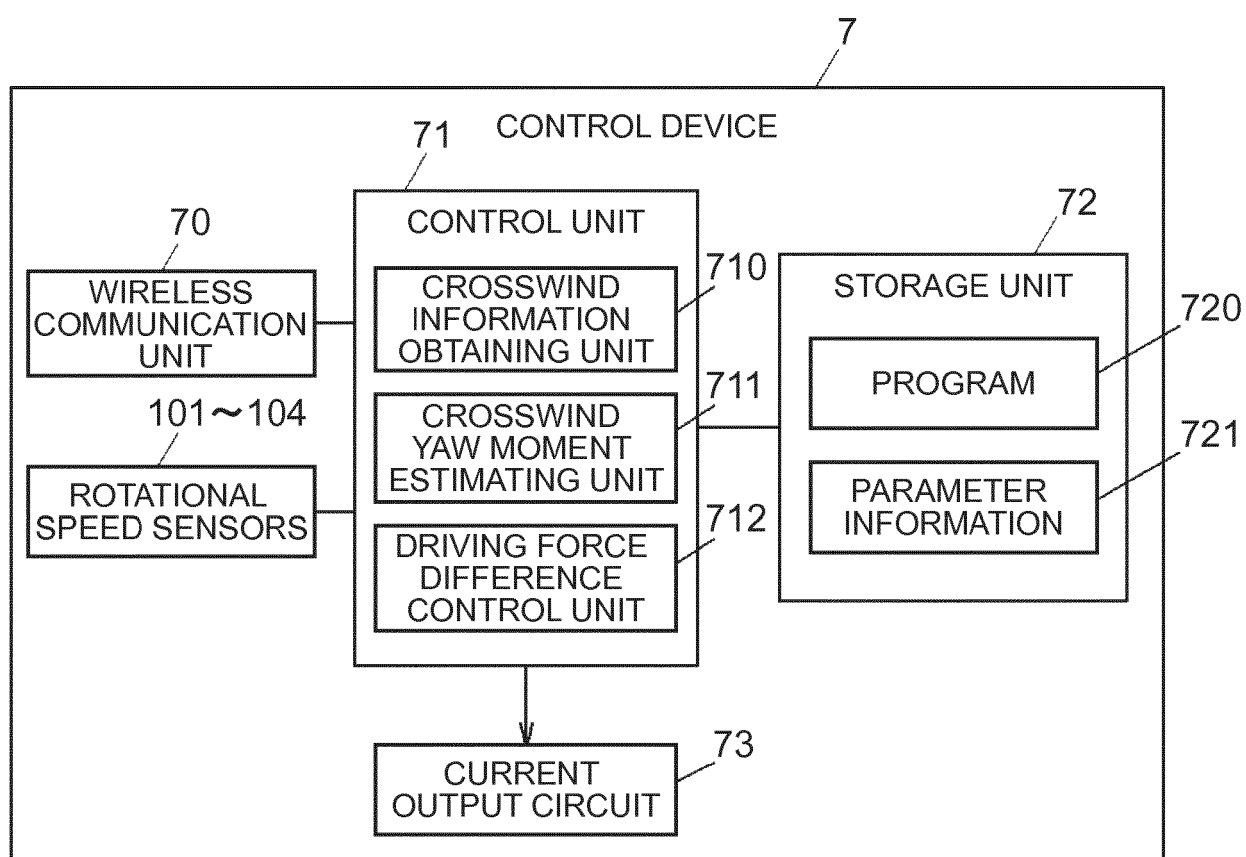 7
CONTROL DEVICE
71
CONTROL UNIT
70
WIRELESS
COMMUNICATION
UNIT
101~104
ROTATIONAL
SPEED SENSORS
710
CROSSWIND
INFORMATION
OBTAINING UNIT
711
CROSSWIND
YAW MOMENT
ESTIMATING UNIT
712
DRIVING FORCE
DIFFERENCE
CONTROL UNIT
72
STORAGE UNIT
720
PROGRAM
721
PARAMETER
INFORMATION
73
CURRENT
OUTPUT CIRCUIT